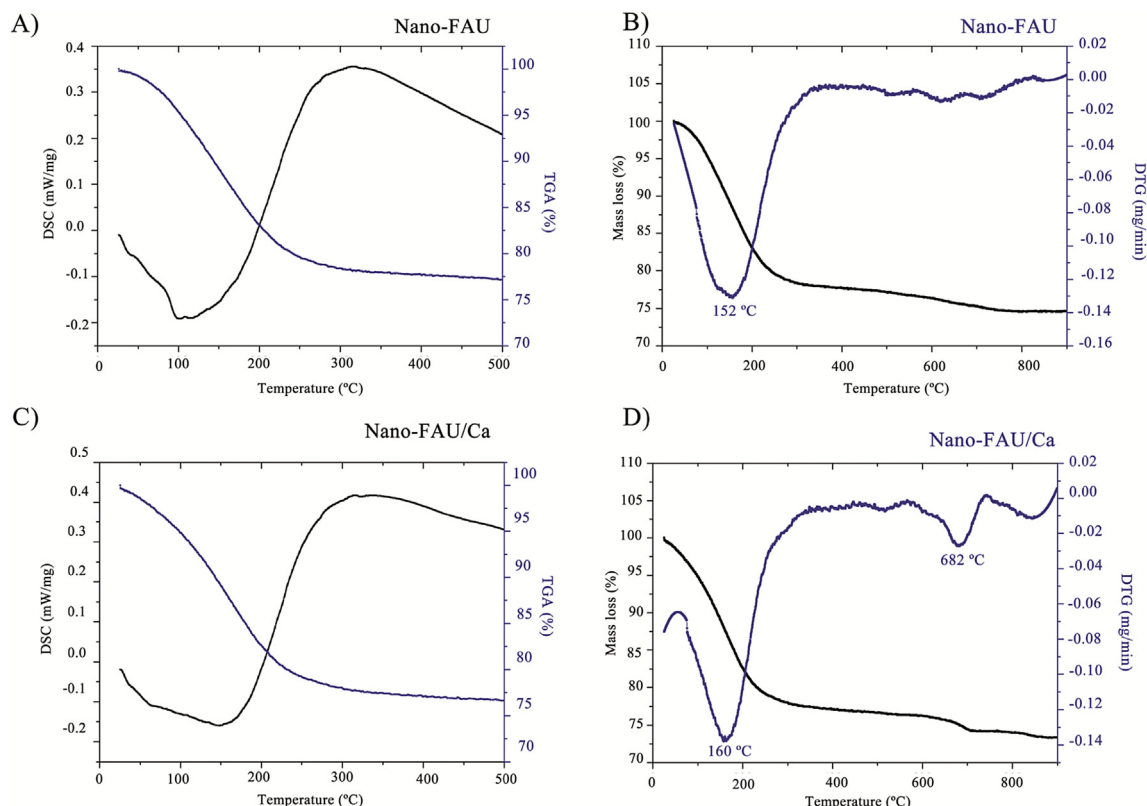 A)
Nano-FAU
0.4
0.3
0.4
0.1
0.0
-0.1
-0.2
DSC (mW/mg)
100
95
90
85
80
75
70
TGA (%)
0 100 200 300 400 500
Temperature (ºC)
B)
Nano-FAU
110
105
100
95
90
85
80
75
70
Mass loss (%)
0.02
0.00
-0.02
-0.04
-0.06
-0.08
-0.10
-0.12
-0.14
-0.16
DTG (mg/min)
152 ºC
0 200 400 600 800
Temperature (ºC)
C)
Nano-FAU/Ca
0.5
0.4
0.3
0.4
0.1
0.0
-0.1
-0.2
DSC (mW/mg)
100
95
90
85
80
75
70
TGA (%)
0 100 200 300 400 500
Temperature (ºC)
D)
Nano-FAU/Ca
110
105
100
95
90
85
80
75
70
Mass loss (%)
0.02
0.00
-0.02
-0.04
-0.06
-0.08
-0.10
-0.12
-0.14
DTG (mg/min)
682 ºC
160 ºC
0 200 400 600 800
Temperature (ºC)